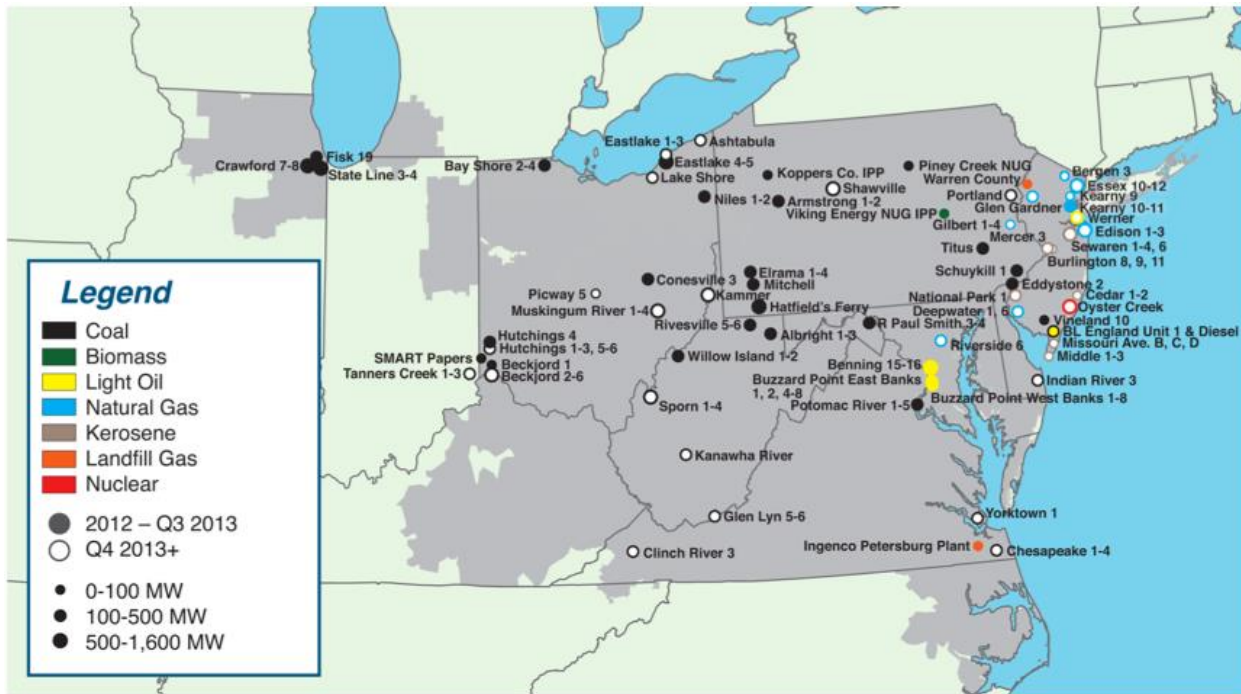 Eastlake 1-3
Ashtabula
Fisk 19
Crawford 7-8
State Line 3-4
Bay Shore 2-4
Eastlake 4-5
Lake Shore
Niles 1-2
Koppers Co. IPP
Armstrong 1-2
Viking Energy NUG IPP
Shawville
Piney Creek NUG
Warren County
Portland
Glen Gardner
Gilbert 1-4
Mercer 3
Titus
Bergen 3
Essex 10-12
Kearny 9
Kearny 10-11
Werner
Edison 1-3
Sewaren 1-4, 6
Burlington 8, 9, 11
Schuykill 1
Eddystone 2
National Park 1
Cedar 1-2
Deepwater 1, 6
Oyster Creek
Vineland 10
BL England Unit 1 & Diesel
Missouri Ave. B, C, D
Middle 1-3
Indian River 3
Conesville 3
Elrama 1-4
Mitchell
Picway 5
Kammer
Hatfield's Ferry
Muskingum River 1-4
Rivesville 5-6
Albright 1-3
R Paul Smith 3-4
Riverside 6
Hutchings 4
Hutchings 1-3, 5-6
SMART Papers
Beckjord 1
Tanners Creek 1-3
Beckjord 2-6
Willow Island 1-2
Sporn 1-4
Benning 15-16
Buzzard Point East Banks
1, 2, 4-8
Buzzard Point West Banks 1-8
Potomac River 1-5
Kanawha River
Glen Lyn 5-6
Clinch River 3
Yorktown 1
Ingenco Petersburg Plant
Chesapeake 1-4
Legend
Coal
Biomass
Light Oil
Natural Gas
Kerosene
Landfill Gas
Nuclear
2012 – Q3 2013
Q4 2013+
0-100 MW
100-500 MW
500-1,600 MW